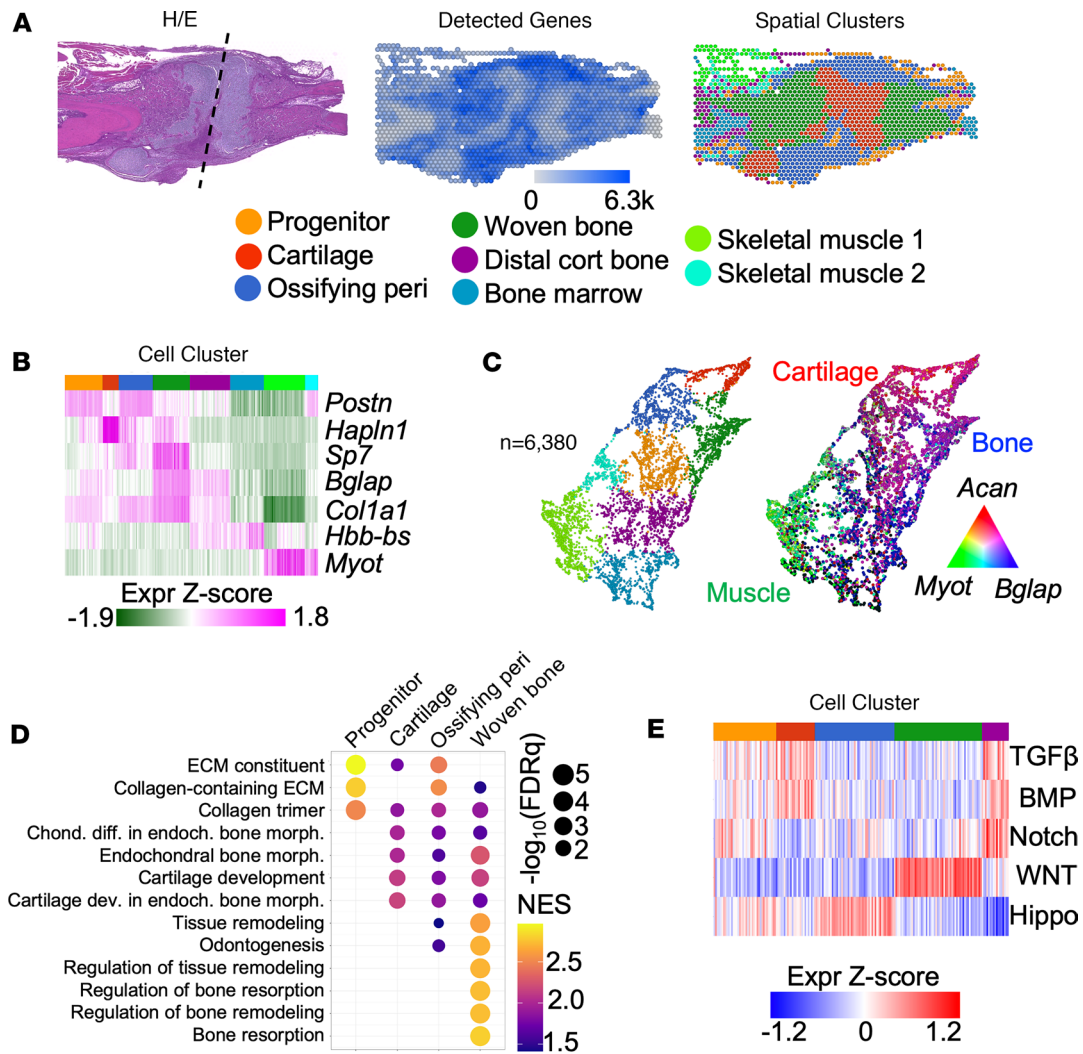 A
H/E
Detected Genes
Spatial Clusters
0
6.3k
Progenitor
Cartilage
Ossifying peri
Woven bone
Distal cort bone
Bone marrow
Skeletal muscle 1
Skeletal muscle 2
B
Cell Cluster
Postn
Hapln1
Sp7
Bglap
Col1a1
Hbb-bs
Myot
Expr Z-score
-1.9
1.8
C
n=6,380
Cartilage
Bone
Muscle
Acan
Myot
Bglap
D
Progenitor
Cartilage
Ossifying peri
Woven bone
ECM constituent
Collagen-containing ECM
Collagen trimer
Chond. diff. in endoch. bone morph.
Endochondral bone morph.
Cartilage development
Cartilage dev. in endoch. bone morph.
Tissue remodeling
Odontogenesis
Regulation of tissue remodeling
Regulation of bone resorption
Regulation of bone remodeling
Bone resorption
-log10(FDRq)
5
4
3
2
NES
2.5
2.0
1.5
E
Cell Cluster
TGFβ
BMP
Notch
WNT
Hippo
Expr Z-score
-1.2
0
1.2